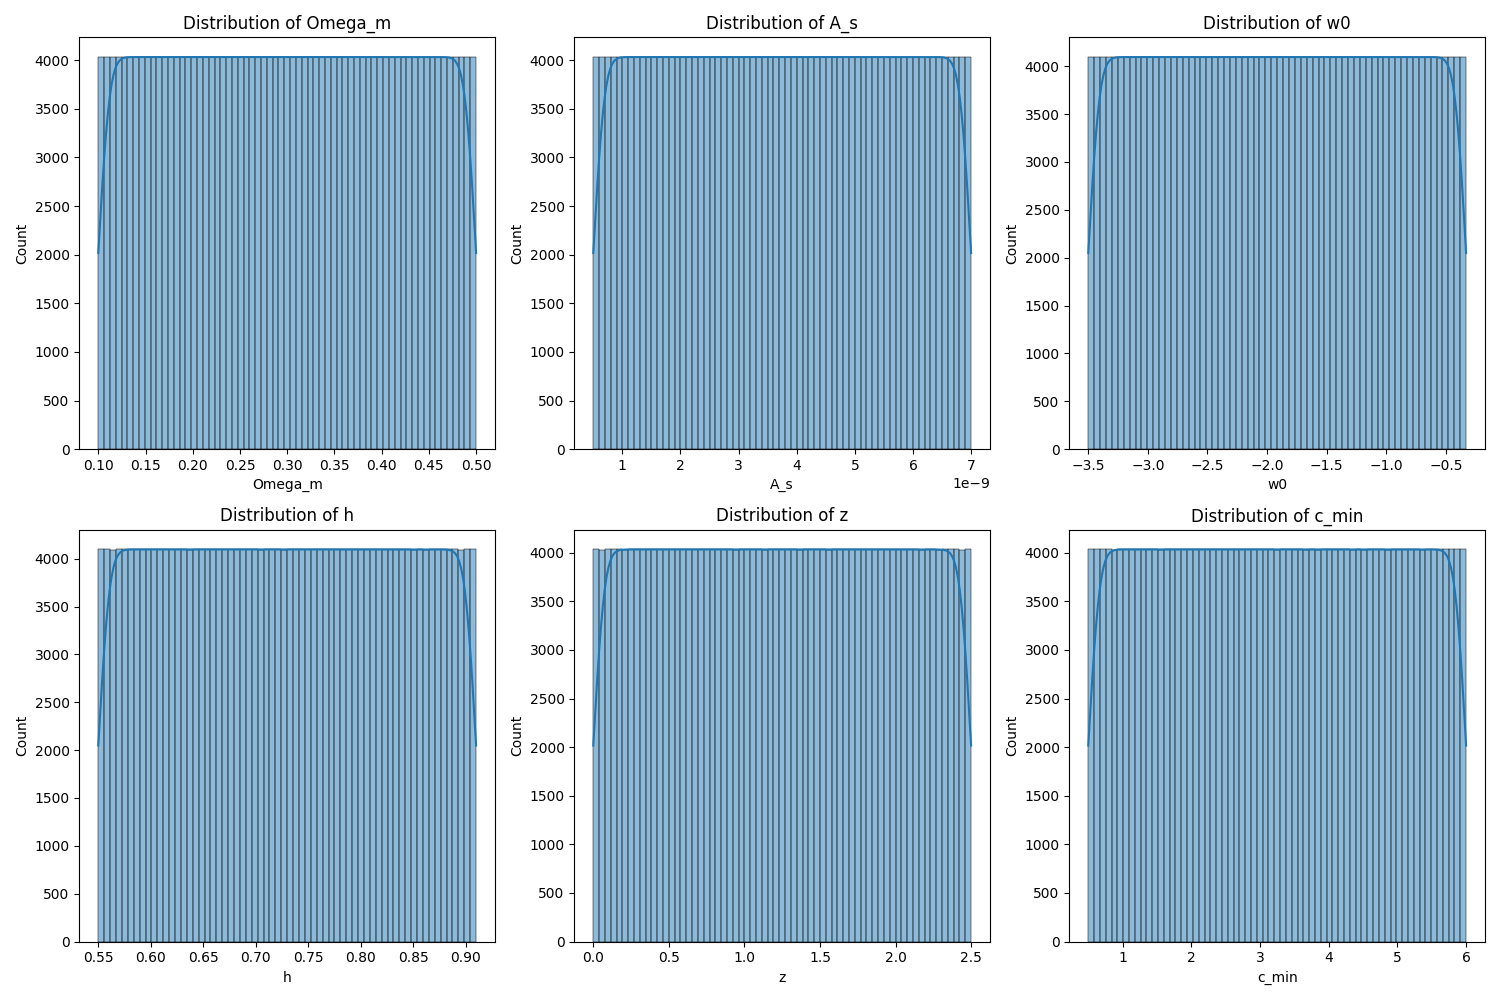 Distribution of Omega_m
Count
4000
3500
3000
2500
2000
1500
1000
500
0
0.10 0.15 0.20 0.25 0.30 0.35 0.40 0.45 0.50
Omega_m
Distribution of A_s
Count
4000
3500
3000
2500
2000
1500
1000
500
0
1 2 3 4 5 6 7
1e−9
A_s
Distribution of w0
Count
4000
3500
3000
2500
2000
1500
1000
500
0
−3.5 −3.0 −2.5 −2.0 −1.5 −1.0 −0.5
w0
Distribution of h
Count
4000
3500
3000
2500
2000
1500
1000
500
0
0.55 0.60 0.65 0.70 0.75 0.80 0.85 0.90
h
Distribution of z
Count
4000
3500
3000
2500
2000
1500
1000
500
0
0.0 0.5 1.0 1.5 2.0 2.5
z
Distribution of c_min
Count
4000
3500
3000
2500
2000
1500
1000
500
0
1 2 3 4 5 6
c_min